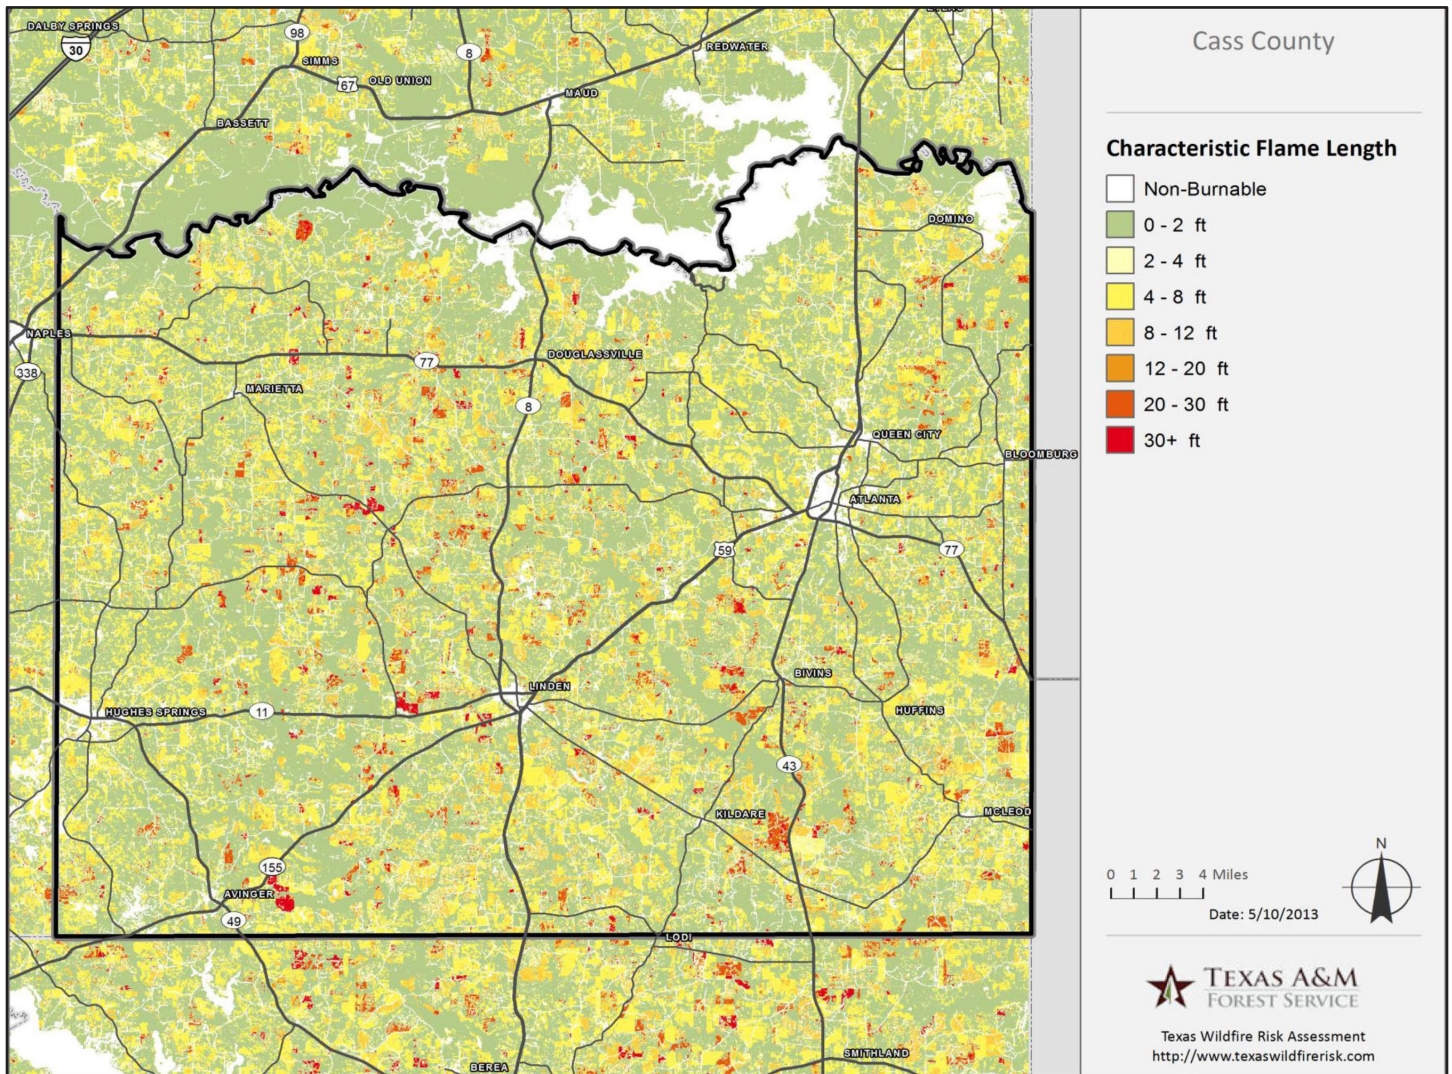 DALBY SPRINGS
30
98
SIMMS
8
REDWATER
67
OLD UNION
MAUD
BASSETT
DOMINO
NAPLES
338
DOUGLASSVILLE
77
MARIETTA
8
QUEEN CITY
BLOOMBURG
ATLANTA
59
77
BIVINS
LINDEN
HUGHES SPRINGS
11
HUFFINS
43
KILDARE
MCLEOD
155
AVINGER
49
LODI
SMITHLAND
BEREA
Cass County
Characteristic Flame Length
Non-Burnable
0 - 2 ft
2 - 4 ft
4 - 8 ft
8 - 12 ft
12 - 20 ft
20 - 30 ft
30+ ft
N
0 1 2 3 4 Miles
Date: 5/10/2013
TEXAS A&M
FOREST SERVICE
Texas Wildfire Risk Assessment
http://www.texaswildfirerisk.com